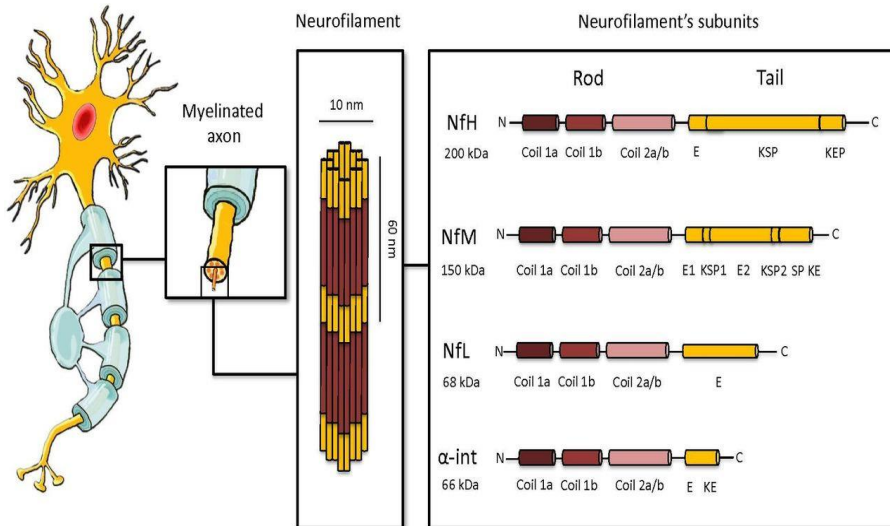 Neurofilament
Neurofilament's subunits
Myelinated
axon
10 nm
60 nm
Rod
Tail
NfH
N
C
200 kDa
Coil 1a Coil 1b Coil 2a/b E KSP KEP
NfM
N
C
150 kDa
Coil 1a Coil 1b Coil 2a/b E1 KSP1 E2 KSP2 SP KE
NfL
N
C
68 kDa
Coil 1a Coil 1b Coil 2a/b E
α-int
N
C
66 kDa
Coil 1a Coil 1b Coil 2a/b E KE